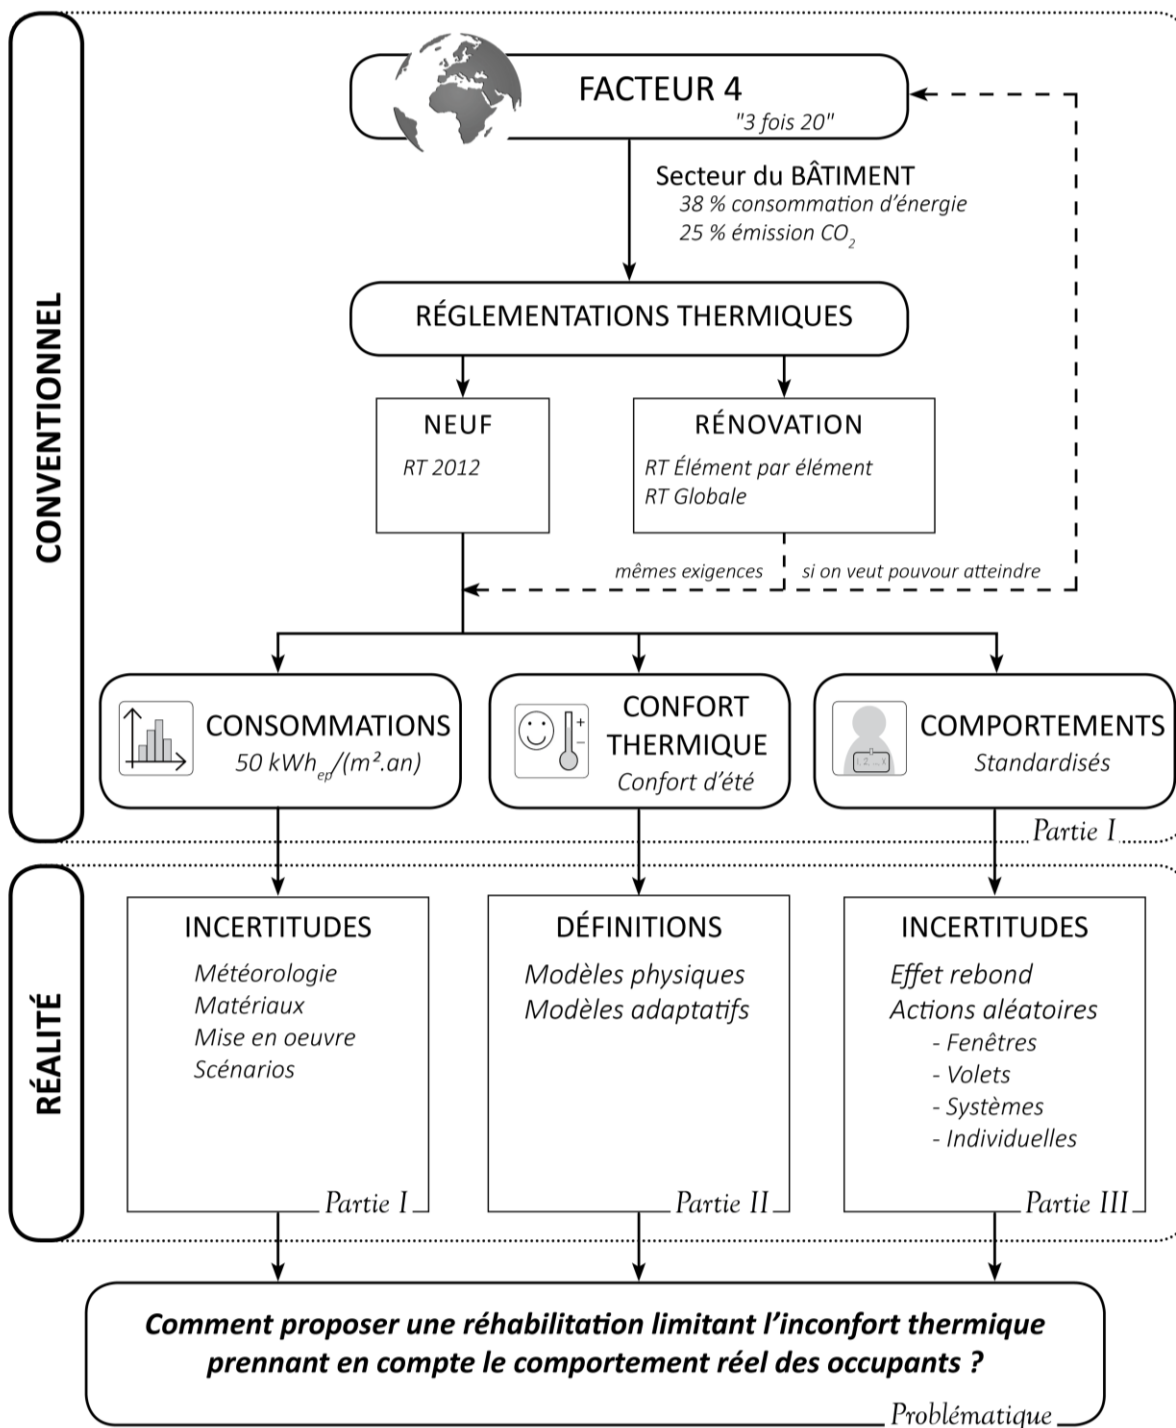 CONVENTIONNEL
FACTEUR 4
"3 fois 20"
Secteur du BÂTIMENT
38 % consommation d’énergie
25 % émission CO₂
RÉGLEMENTATIONS THERMIQUES
NEUF
RT 2012
RÉNOVATION
RT Élément par élément
RT Globale
mêmes exigences
si on veut pouvour atteindre
CONSOMMATIONS
50 kWhₑₚ/(m².an)
+
−
CONFORT
THERMIQUE
Confort d’été
1, 2, ..., X
COMPORTEMENTS
Standardisés
Partie I
RÉALITÉ
INCERTITUDES
Météorologie
Matériaux
Mise en oeuvre
Scénarios
Partie I
DÉFINITIONS
Modèles physiques
Modèles adaptatifs
Partie II
INCERTITUDES
Effet rebond
Actions aléatoires
- Fenêtres
- Volets
- Systèmes
- Individuelles
Partie III
Comment proposer une réhabilitation limitant l’inconfort thermique
prennant en compte le comportement réel des occupants ?
Problématique